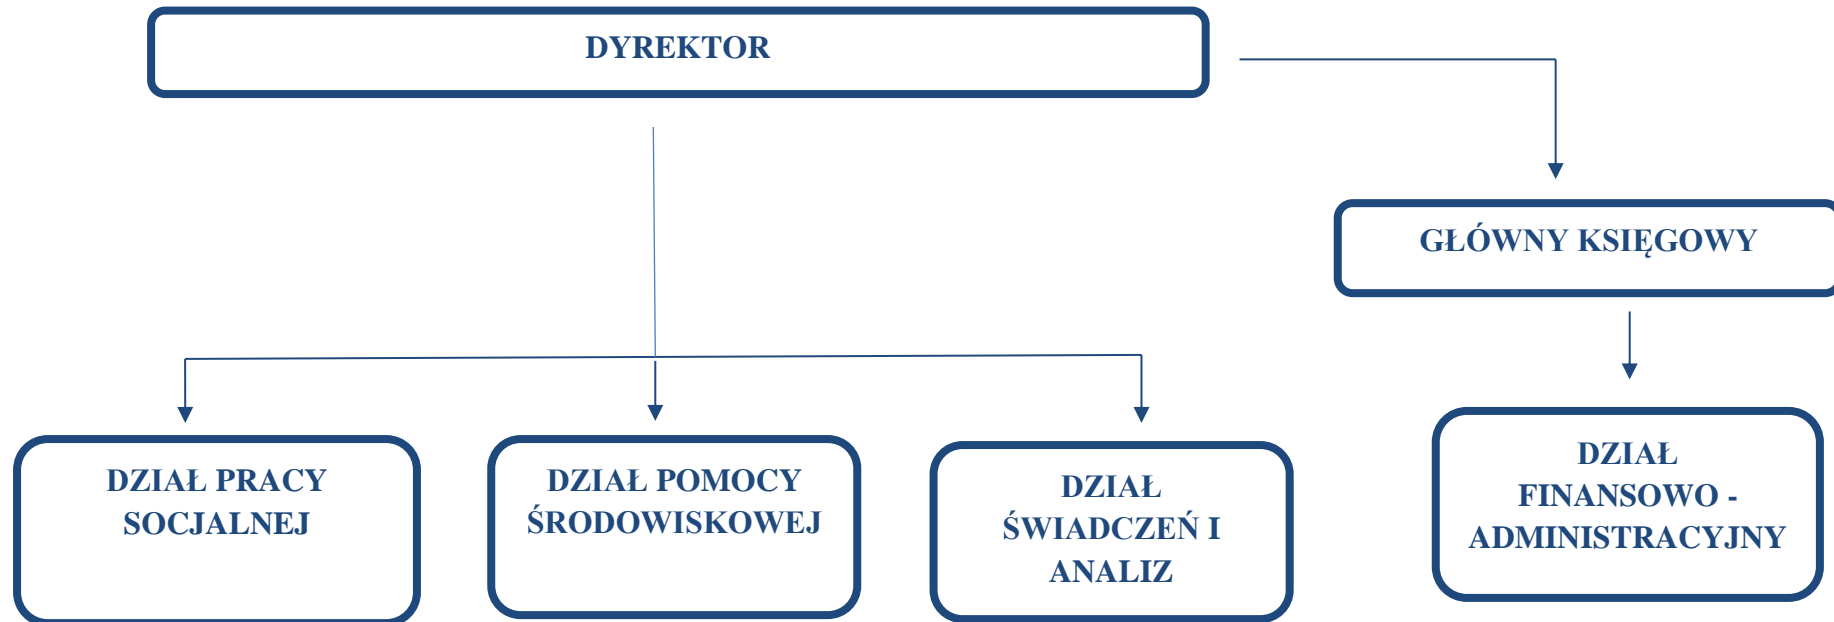 DYREKTOR
GŁÓWNY KSIĘGOWY
DZIAŁ PRACY
SOCJALNEJ
DZIAŁ POMOCY
ŚRODOWISKOWEJ
DZIAŁ
ŚWIADCZEŃ I
ANALIZ
DZIAŁ
FINANSOWO -
ADMINISTRACYJNY